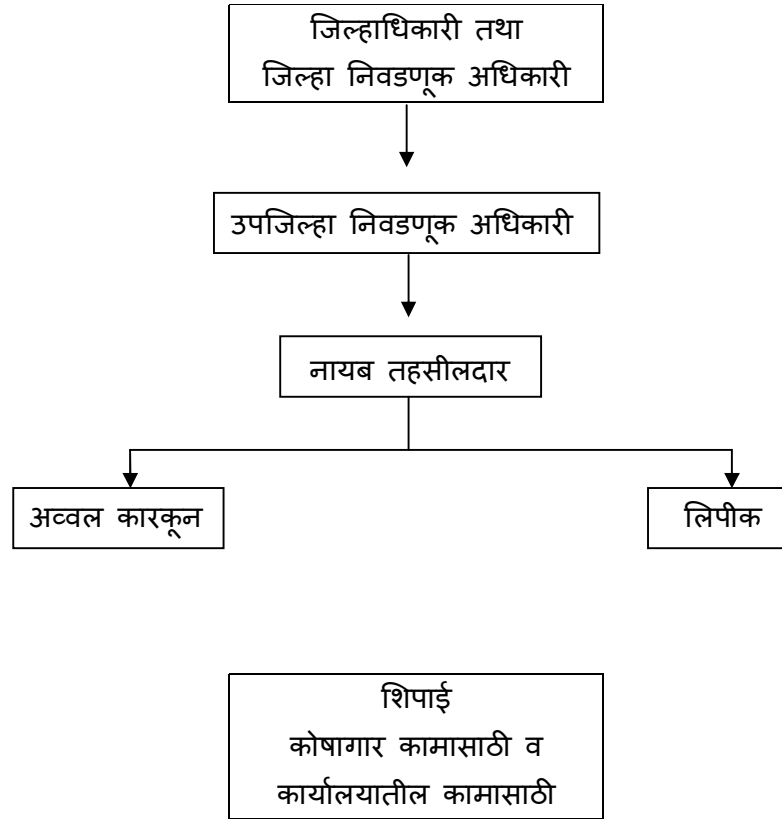 जिल्हाधिकारी तथा
जिल्हा निवडणूक अधिकारी
उपजिल्हा निवडणूक अधिकारी
नायब तहसीलदार
अव्वल कारकून
लिपीक
शिपाई
कोषागार कामासाठी व
कार्यालयातील कामासाठी